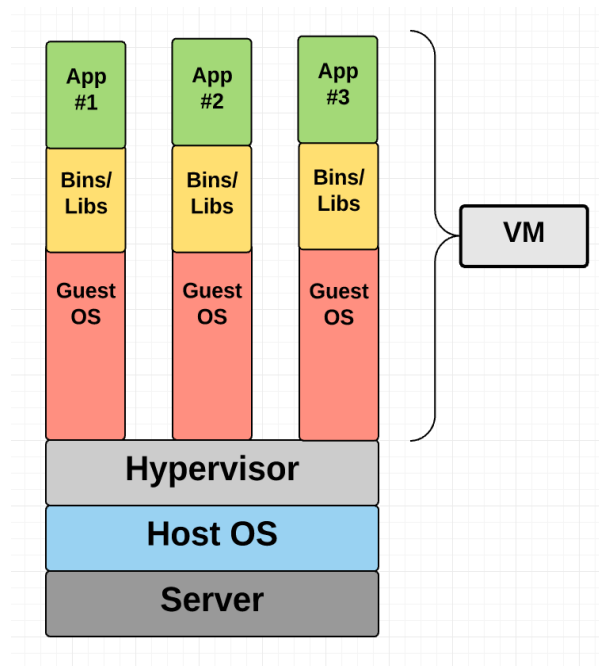 App
#1
App
#2
App
#3
Bins/
Libs
Bins/
Libs
Bins/
Libs
VM
Guest
OS
Guest
OS
Guest
OS
Hypervisor
Host OS
Server